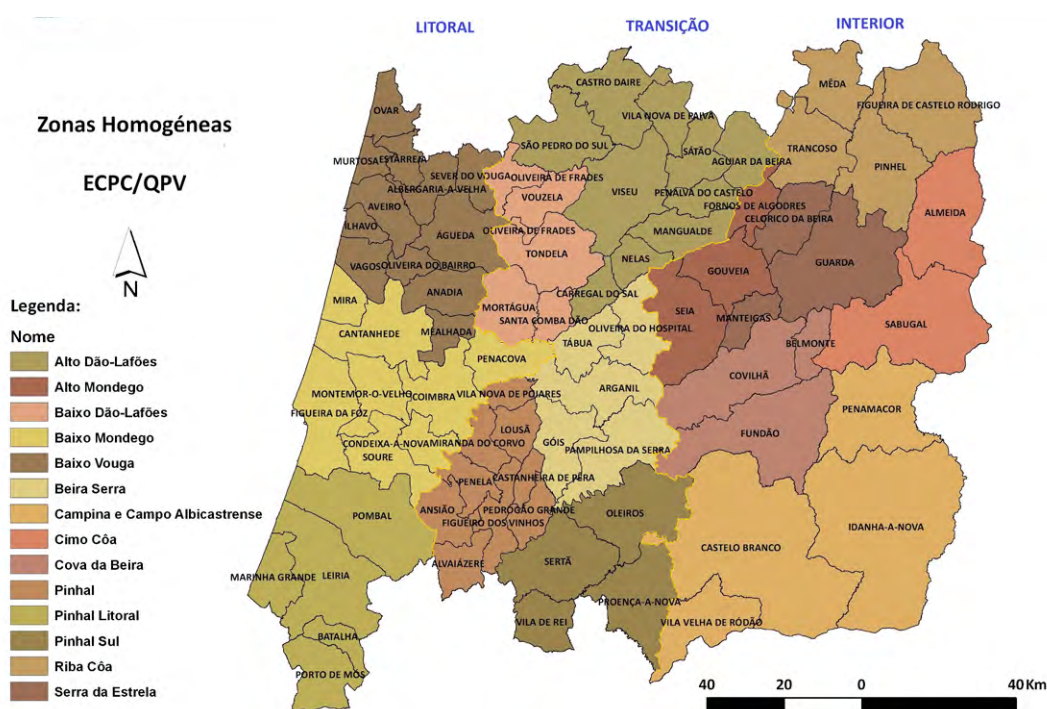 LITORAL
TRANSIÇÃO
INTERIOR
Zonas Homogéneas
ECPC/QPV
N
Legenda:
Nome
Alto Dão-Lafões
Alto Mondego
Baixo Dão-Lafões
Baixo Mondego
Baixo Vouga
Beira Serra
Campina e Campo Albicastrense
Cimo Côa
Cova da Beira
Pinhal
Pinhal Litoral
Pinhal Sul
Riba Côa
Serra da Estrela
OVAR
MURTOSA
ESTARREJA
SEVER DO VOUGA
ALBERGARIA-A-VELHA
AVEIRO
ILHAVO
ÁGUEDA
VAGOS
OLIVEIRA DO BAIRRO
ANADIA
MEALHADA
MIRA
CANTANHEDE
PENACOVA
MONTEMOR-O-VELHO
COIMBRA
FIGUEIRA DA FOZ
CONDEIXA-A-NOVA
SOURE
POMBAL
MARINHA GRANDE
LEIRIA
BATALHA
PORTO DE MÓS
CASTRO DAIRE
VILA NOVA DE PAIVA
SÃO PEDRO DO SUL
SÁTÃO
AGUIAR DA BEIRA
OLIVEIRA DE FRADES
VOUZELA
VISEU
PENALVA DO CASTELO
OLIVEIRA DE FRADES
MANGUALDE
TONDELA
NELAS
CARREGAL DO SAL
MORTÁGUA
SANTA COMBA DÃO
TÁBUA
OLIVEIRA DO HOSPITAL
VILA NOVA DE POIARES
ARGANIL
LOUSÃ
MIRANDA DO CORVO
GÓIS
PAMPILHOSA DA SERRA
PENELA
CASTANHEIRA DE PÊRA
ANSIÃO
PEDRÓGÃO GRANDE
FIGUEIRÓ DOS VINHOS
ALVAIÁZERE
OLEIROS
SERTÃ
PROENÇA-A-NOVA
VILA DE REI
MÊDA
FIGUEIRA DE CASTELO RODRIGO
TRANCOSO
PINHEL
FORNOS DE ALGODRES
CELORICO DA BEIRA
ALMEIDA
GOUVEIA
GUARDA
SEIA
MANTEIGAS
SABUGAL
BELMONTE
COVILHÃ
PENAMACOR
FUNDÃO
IDANHA-A-NOVA
CASTELO BRANCO
VILA VELHA DE RÓDÃO
40 20 0 40 Km